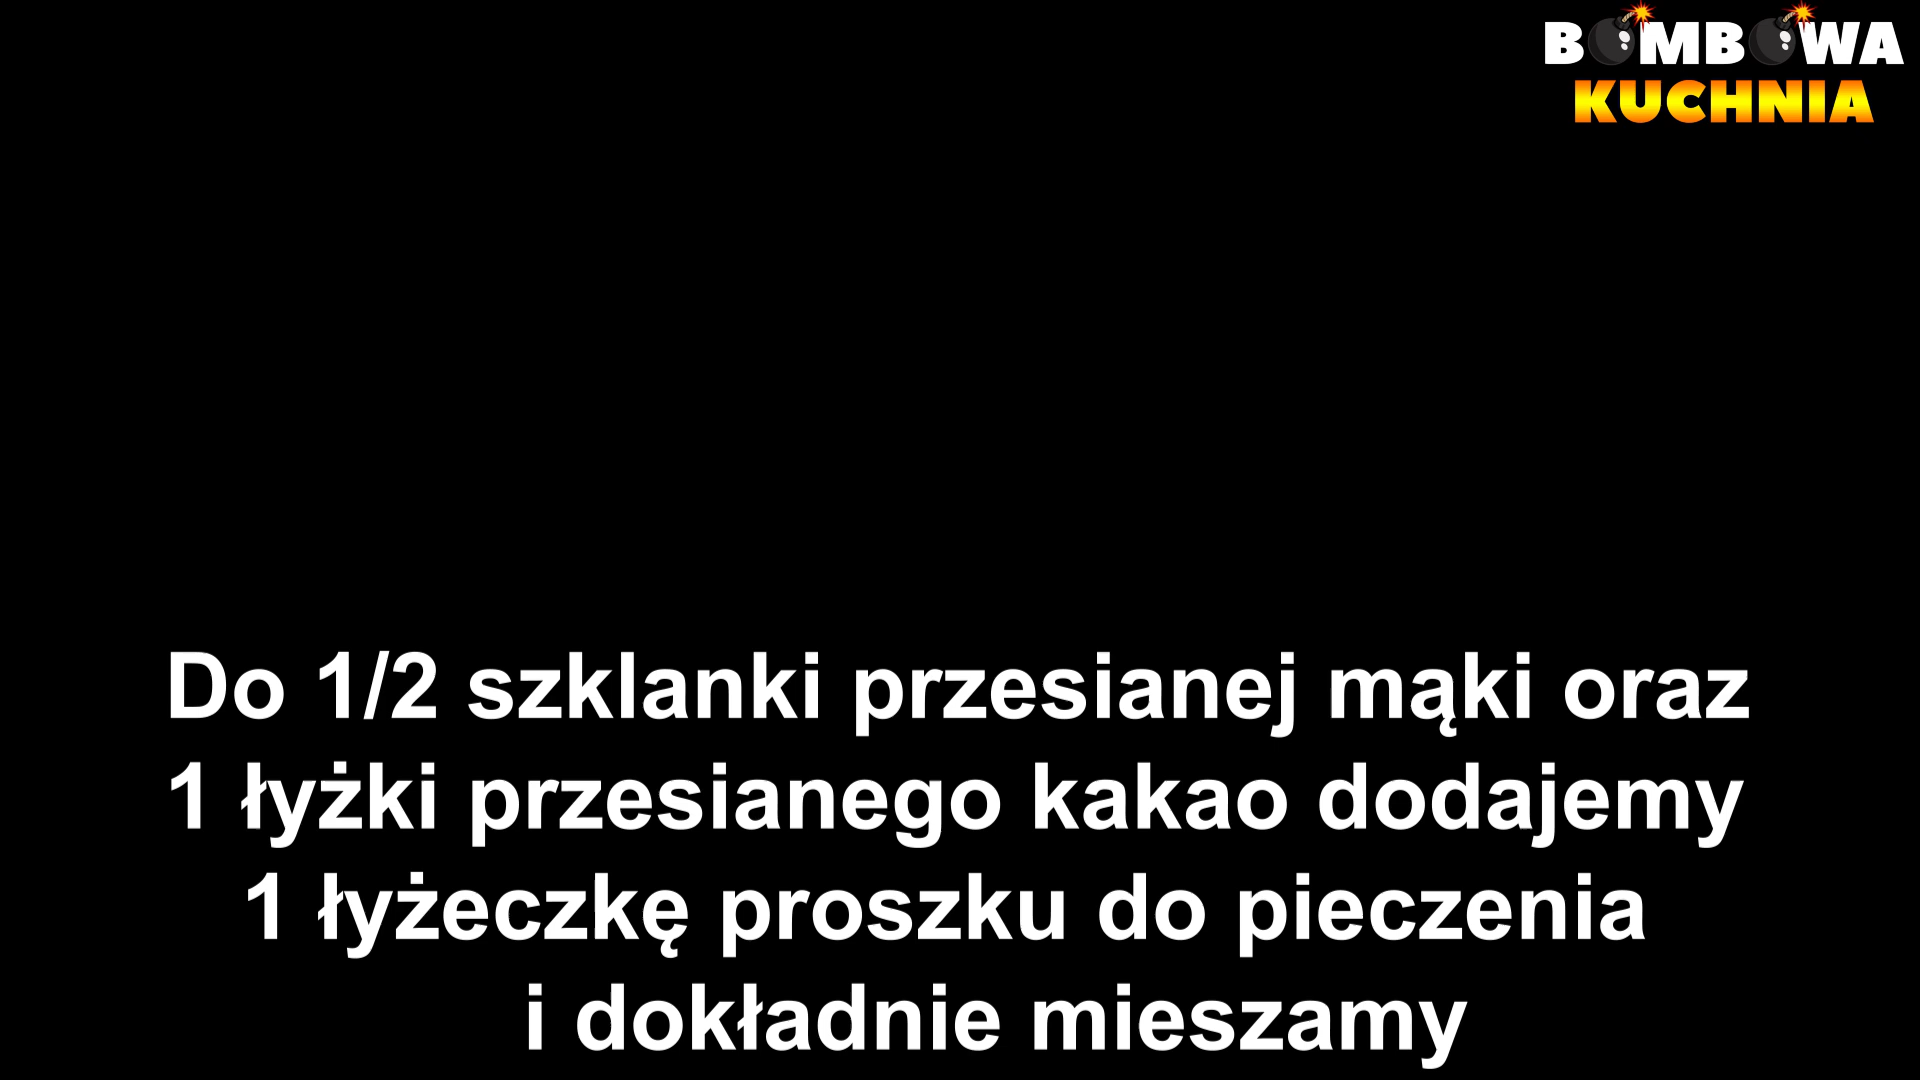 BOMBOWA
KUCHNIA
Do 1/2 szklanki przesianej mąki oraz
1 łyżki przesianego kakao dodajemy
1 łyżeczkę proszku do pieczenia
i dokładnie mieszamy